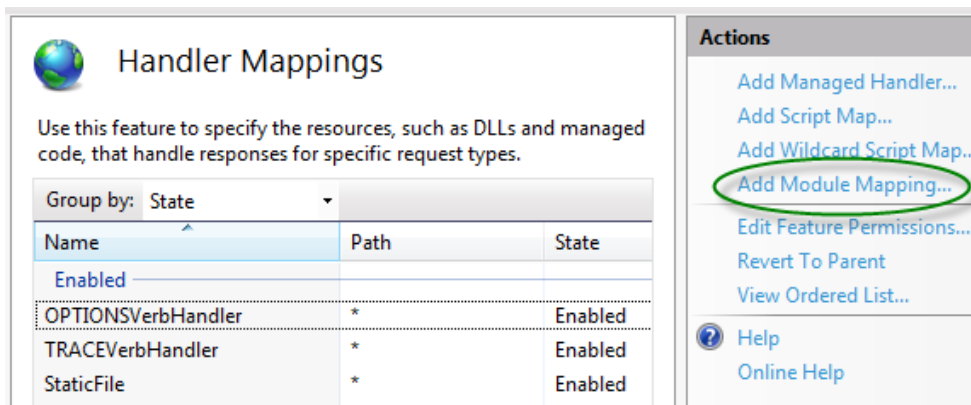 Handler Mappings
Use this feature to specify the resources, such as DLLs and managed
code, that handle responses for specific request types.
Group by: State
Name Path State
Enabled
OPTIONSVerbHandler * Enabled
TRACEVerbHandler * Enabled
StaticFile * Enabled
Actions
Add Managed Handler...
Add Script Map...
Add Wildcard Script Map..
Add Module Mapping...
Edit Feature Permissions...
Revert To Parent
View Ordered List...
Help
Online Help